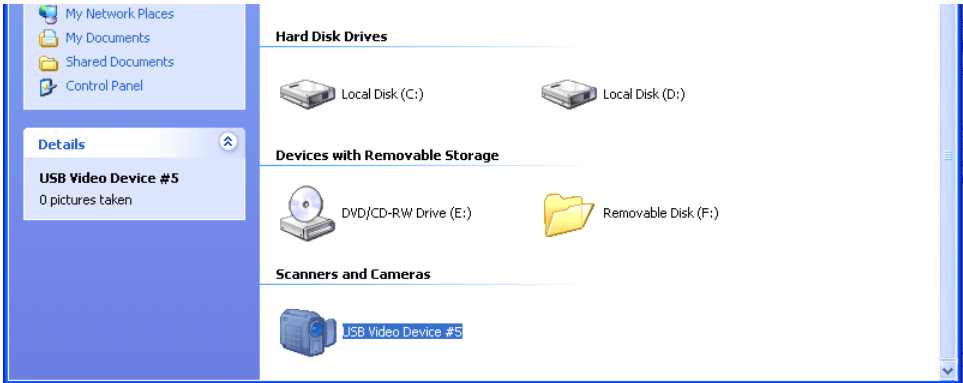 My Network Places
My Documents
Shared Documents
Control Panel
Details
USB Video Device #5
0 pictures taken
Hard Disk Drives
Local Disk (C:)
Local Disk (D:)
Devices with Removable Storage
DVD/CD-RW Drive (E:)
Removable Disk (F:)
Scanners and Cameras
USB Video Device #5